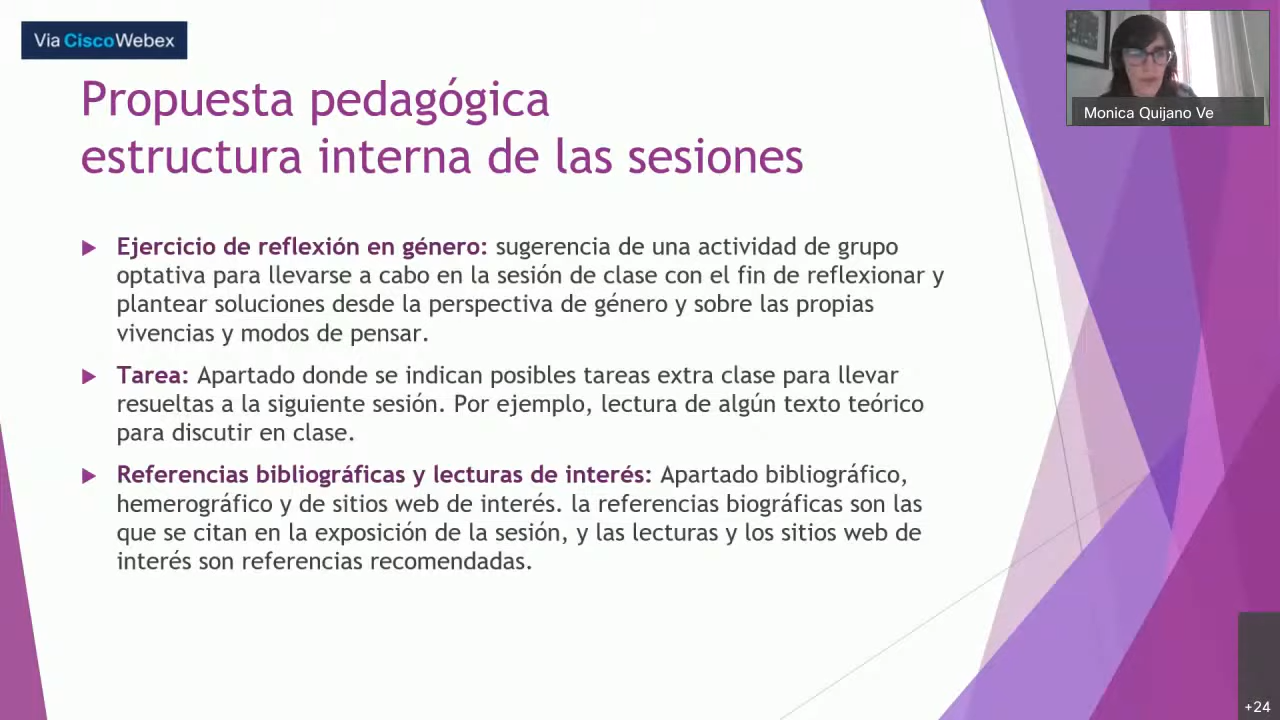 Via CiscoWebex
Propuesta pedagógica
estructura interna de las sesiones
Ejercicio de reflexión en género: sugerencia de una actividad de grupo
optativa para llevarse a cabo en la sesión de clase con el fin de reflexionar y
plantear soluciones desde la perspectiva de género y sobre las propias
vivencias y modos de pensar.
Tarea: Apartado donde se indican posibles tareas extra clase para llevar
resueltas a la siguiente sesión. Por ejemplo, lectura de algún texto teórico
para discutir en clase.
Referencias bibliográficas y lecturas de interés: Apartado bibliográfico,
hemerográfico y de sitios web de interés. la referencias biográficas son las
que se citan en la exposición de la sesión, y las lecturas y los sitios web de
interés son referencias recomendadas.
Monica Quijano Ve
+24